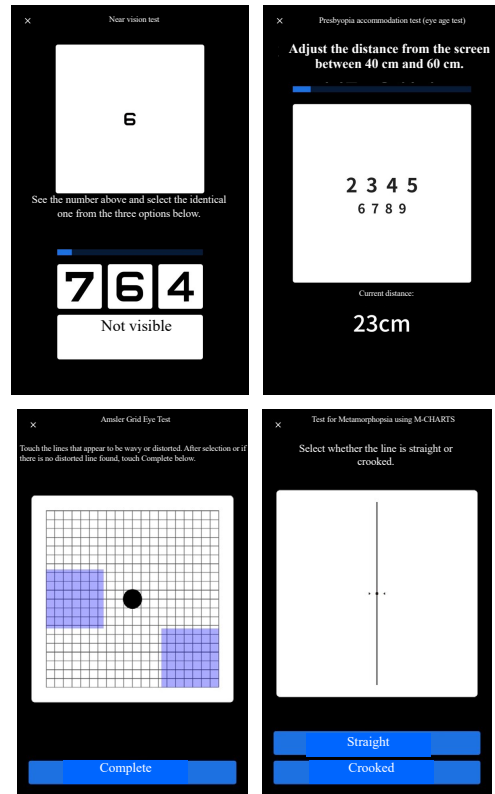 ×
Near vision test
6
See the number above and select the identical
one from the three options below.
7 6 4
Not visible
×
Presbyopia accommodation test (eye age test)
Adjust the distance from the screen
between 40 cm and 60 cm.
2 3 4 5
6 7 8 9
Current distance:
23cm
×
Amsler Grid Eye Test
Touch the lines that appear to be wavy or distorted. After selection or if
there is no distorted line found, touch Complete below.
Complete
×
Test for Metamorphopsia using M-CHARTS
Select whether the line is straight or
crooked.
Straight
Crooked